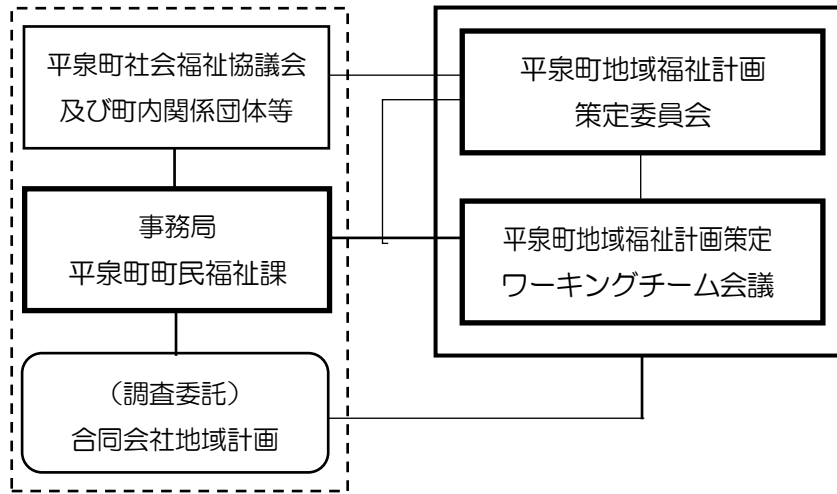 平泉町社会福祉協議会
及び町内関係団体等
事務局
平泉町町民福祉課
（調査委託）
合同会社地域計画
平泉町地域福祉計画
策定委員会
平泉町地域福祉計画策定
ワーキングチーム会議